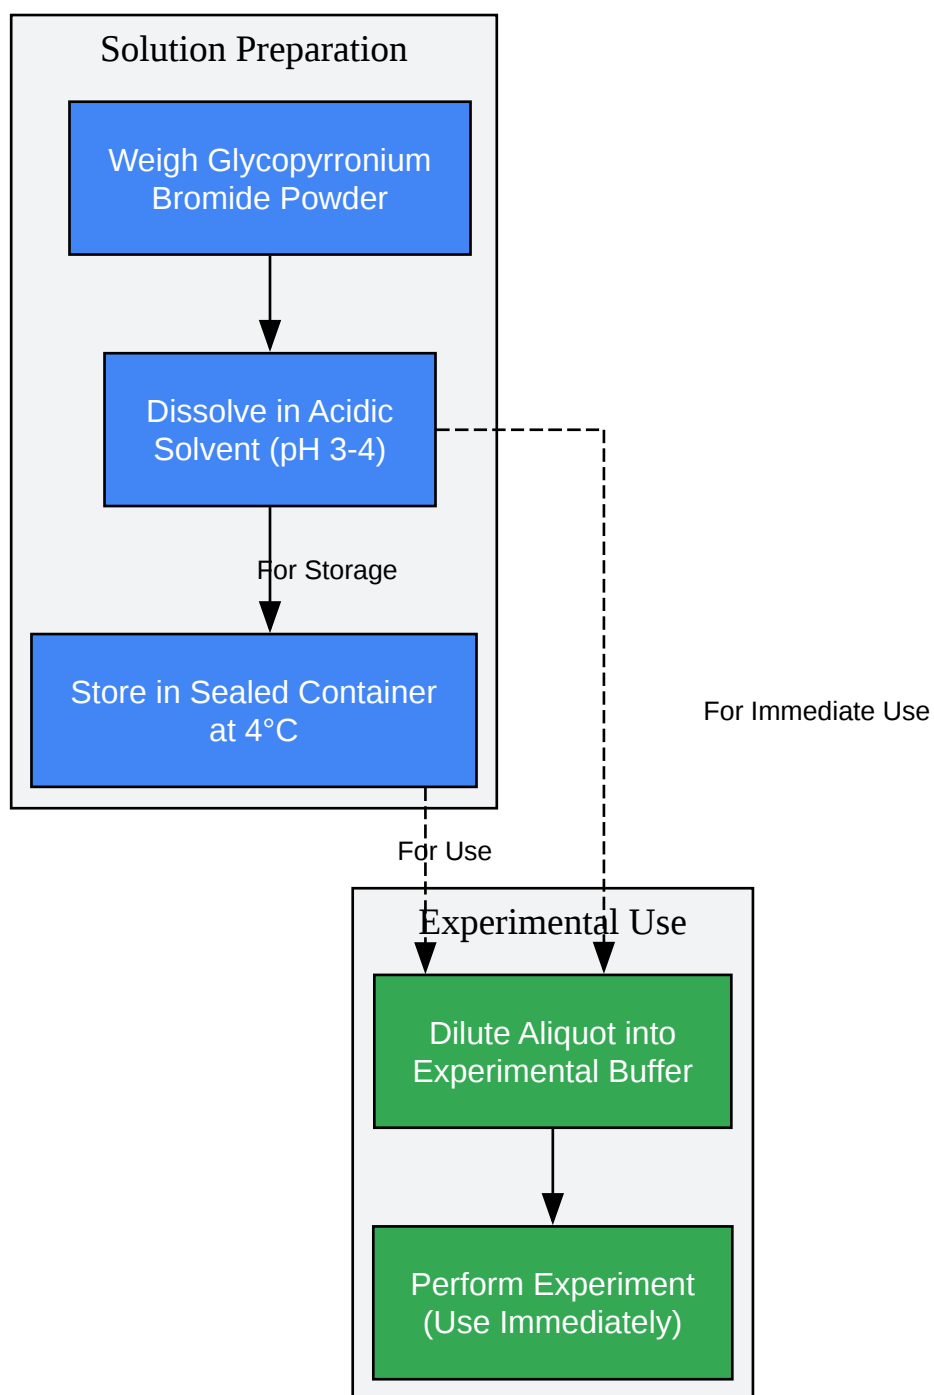 Solution Preparation
Weigh Glycopyrronium
Bromide Powder
Dissolve in Acidic
Solvent (pH 3-4)
For Storage
Store in Sealed Container
at 4°C
For Immediate Use
For Use
Experimental Use
Dilute Aliquot into
Experimental Buffer
Perform Experiment
(Use Immediately)